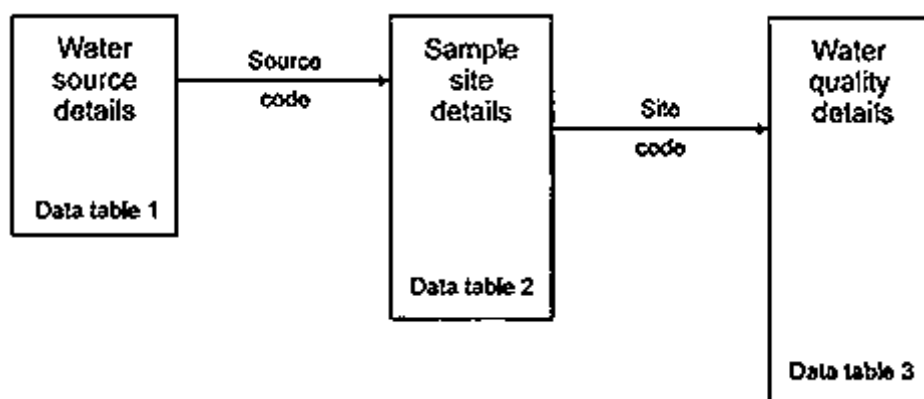 Water
source
details
Data table 1
Source
code
Sample
site
details
Data table 2
Site
code
Water
quality
details
Data table 3